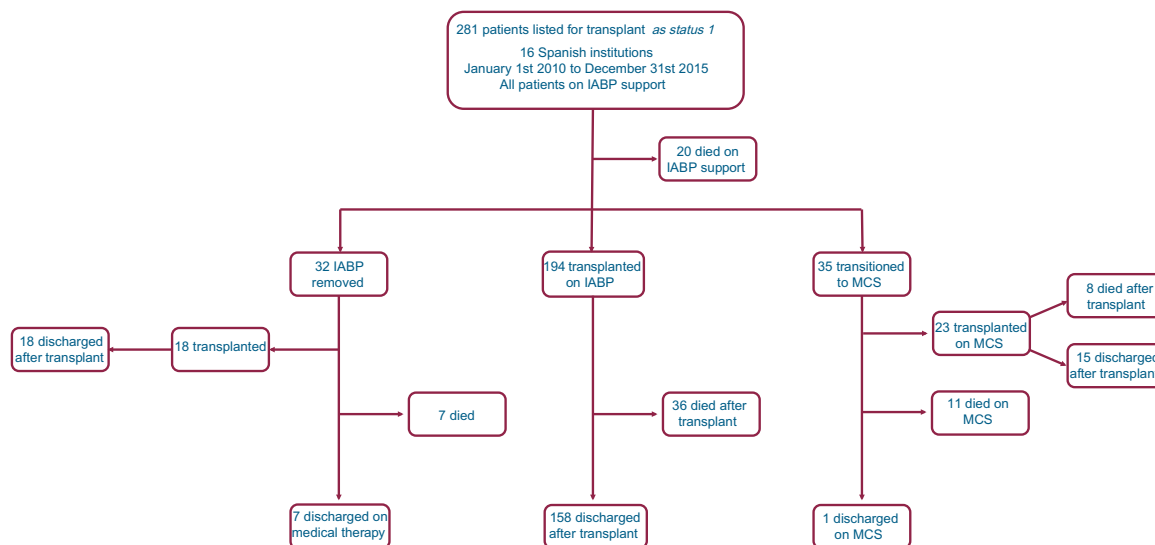 281 patients listed for transplant as status 1
16 Spanish institutions
January 1st 2010 to December 31st 2015
All patients on IABP support
20 died on
IABP support
32 IABP
removed
194 transplanted
on IABP
35 transitioned
to MCS
8 died after
transplant
18 discharged
after transplant
18 transplanted
23 transplanted
on MCS
15 discharged
after transplan
7 died
36 died after
transplant
11 died on
MCS
7 discharged on
medical therapy
158 discharged
after transplant
1 discharged
on MCS